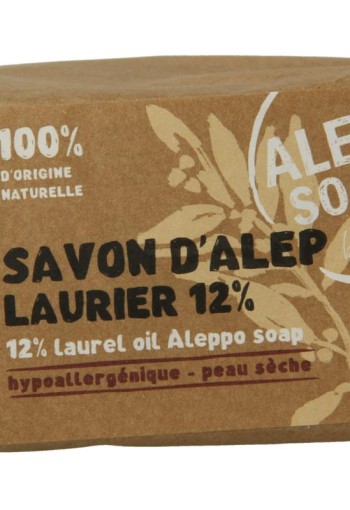 100%
D'ORIGINE
NATURELLE
SAVON D'ALEP
LAURIER 12%
12% laurel oil Aleppo soap
hypoallergénique - peau sèche